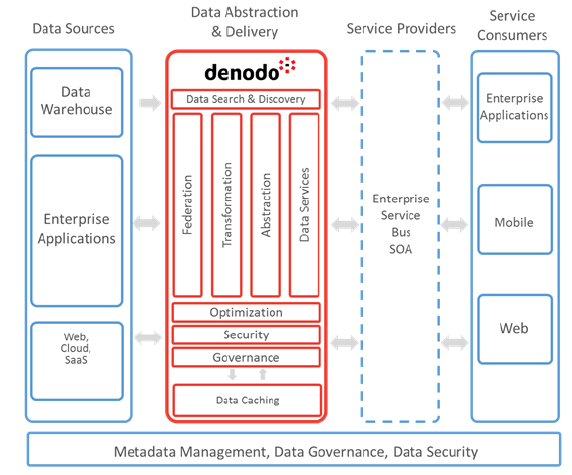 Data Sources
Data Abstraction
& Delivery
Service Providers
Service
Consumers
Data
Warehouse
Enterprise
Applications
Web,
Cloud,
SaaS
denodo
Data Search & Discovery
Federation
Transformation
Abstraction
Data Services
Optimization
Security
Governance
Data Caching
Enterprise
Service
Bus
SOA
Enterprise
Applications
Mobile
Web
Metadata Management, Data Governance, Data Security